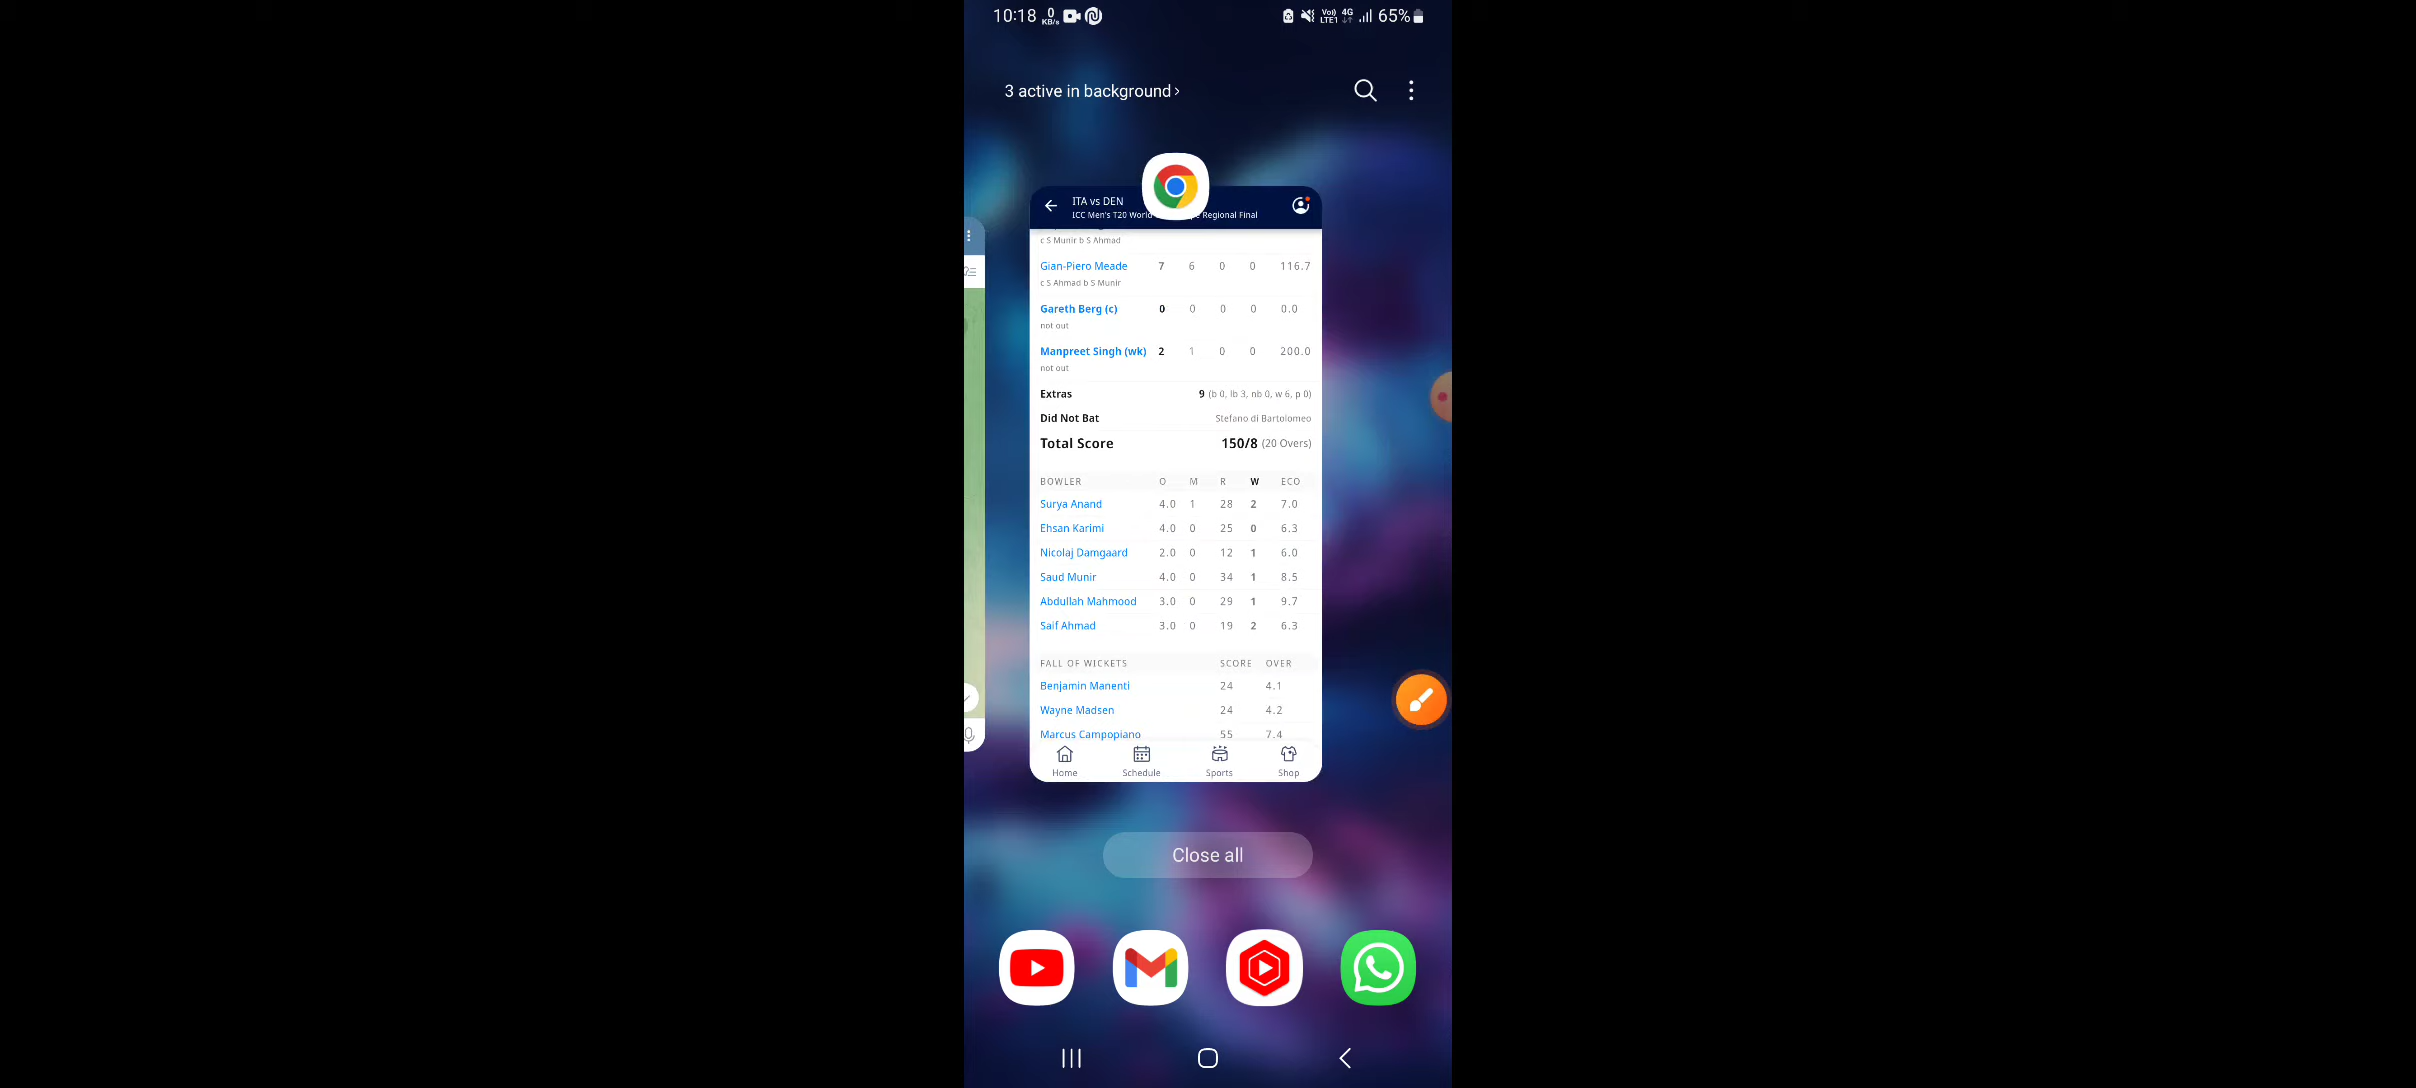 10:18 0 KB/s Vo) LTE1 4G 65%
3 active in background
ITA vs DEN
ICC Men's T20 World Regional Final
c S Munir b S Ahmad
Gian-Piero Meade 7 6 0 0 116.7
c S Ahmad b S Munir
Gareth Berg (c) 0 0 0 0 0.0
not out
Manpreet Singh (wk) 2 1 0 0 200.0
not out
Extras 9 (b 0, lb 3, nb 0, w 6, p 0)
Did Not Bat Stefano di Bartolomeo
Total Score 150/8 (20 Overs)
BOWLER O M R W ECO
Surya Anand 4.0 1 28 2 7.0
Ehsan Karimi 4.0 0 25 0 6.3
Nicolaj Damgaard 2.0 0 12 1 6.0
Saud Munir 4.0 0 34 1 8.5
Abdullah Mahmood 3.0 0 29 1 9.7
Saif Ahmad 3.0 0 19 2 6.3
FALL OF WICKETS SCORE OVER
Benjamin Manenti 24 4.1
Wayne Madsen 24 4.2
Marcus Campopiano 55 7.4
Home Schedule Sports Shop
Close all